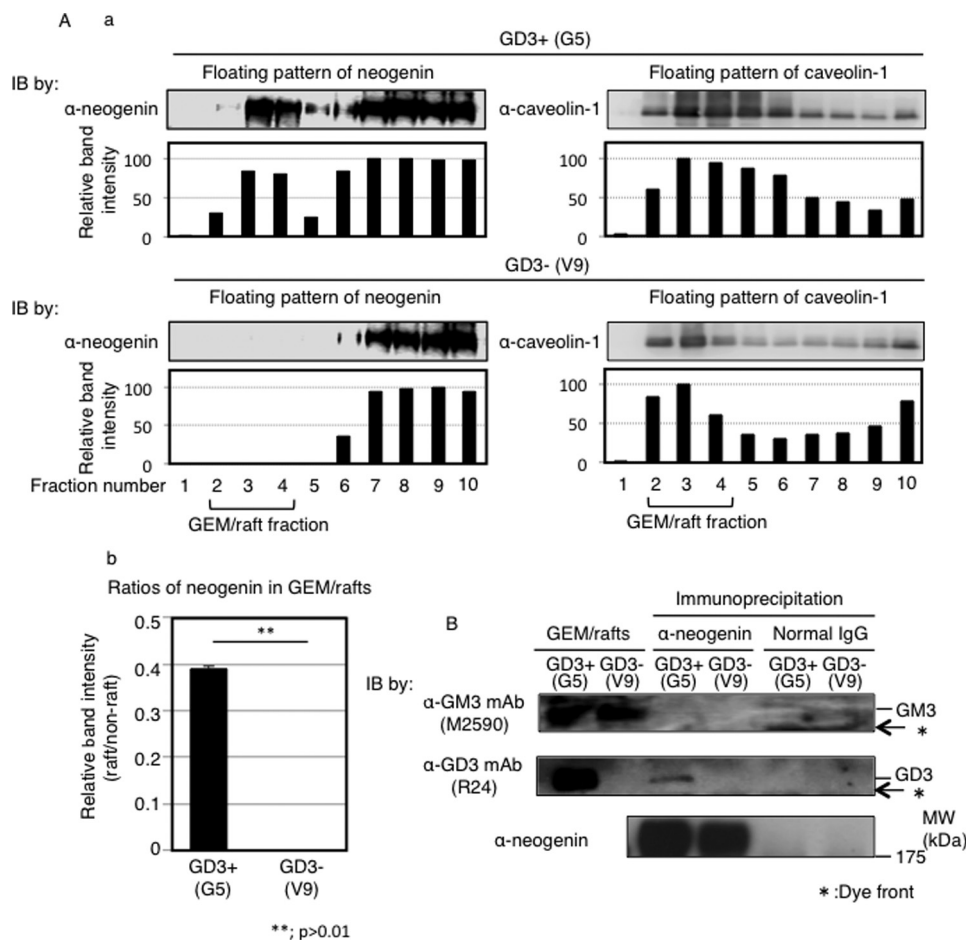 A a
GD3+ (G5)
IB by:
Floating pattern of neogenin
Floating pattern of caveolin-1
α-neogenin
α-caveolin-1
Relative band intensity
100
50
0
100
50
0
GD3- (V9)
IB by:
Floating pattern of neogenin
Floating pattern of caveolin-1
α-neogenin
α-caveolin-1
Relative band intensity
100
50
0
100
50
0
Fraction number 1 2 3 4 5 6 7 8 9 10
1 2 3 4 5 6 7 8 9 10
GEM/raft fraction
GEM/raft fraction
b
Ratios of neogenin in GEM/rafts
Relative band intensity
(raft/non-raft)
0.5
0.4
0.3
0.2
0.1
0
**
GD3+
(G5)
GD3-
(V9)
**; p>0.01
B
Immunoprecipitation
GEM/rafts α-neogenin Normal IgG
GD3+ GD3- GD3+ GD3- GD3+ GD3-
(G5) (V9) (G5) (V9) (G5) (V9)
IB by:
α-GM3 mAb
(M2590)
GM3
*
α-GD3 mAb
(R24)
GD3
*
α-neogenin
MW
(kDa)
175
* :Dye front